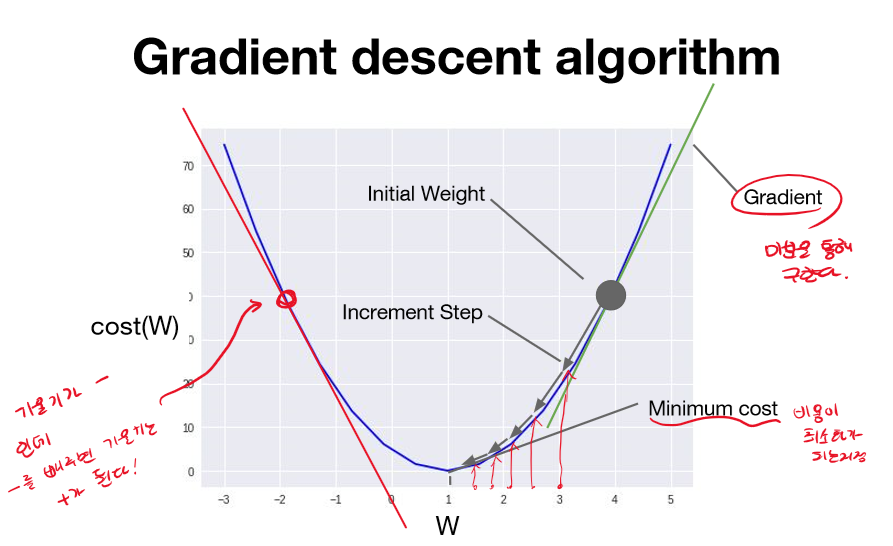 Gradient descent algorithm
70
60
50
0
0
20
10
0
-3
-2
-1
0
1
2
3
4
5
cost(W)
W
Initial Weight
Increment Step
Gradient
미분을 통해
구한다.
Minimum cost
비용이
최소화가
되는지점
기울기가 -
인데
-를 빼주면 기울기는
+가 된다!